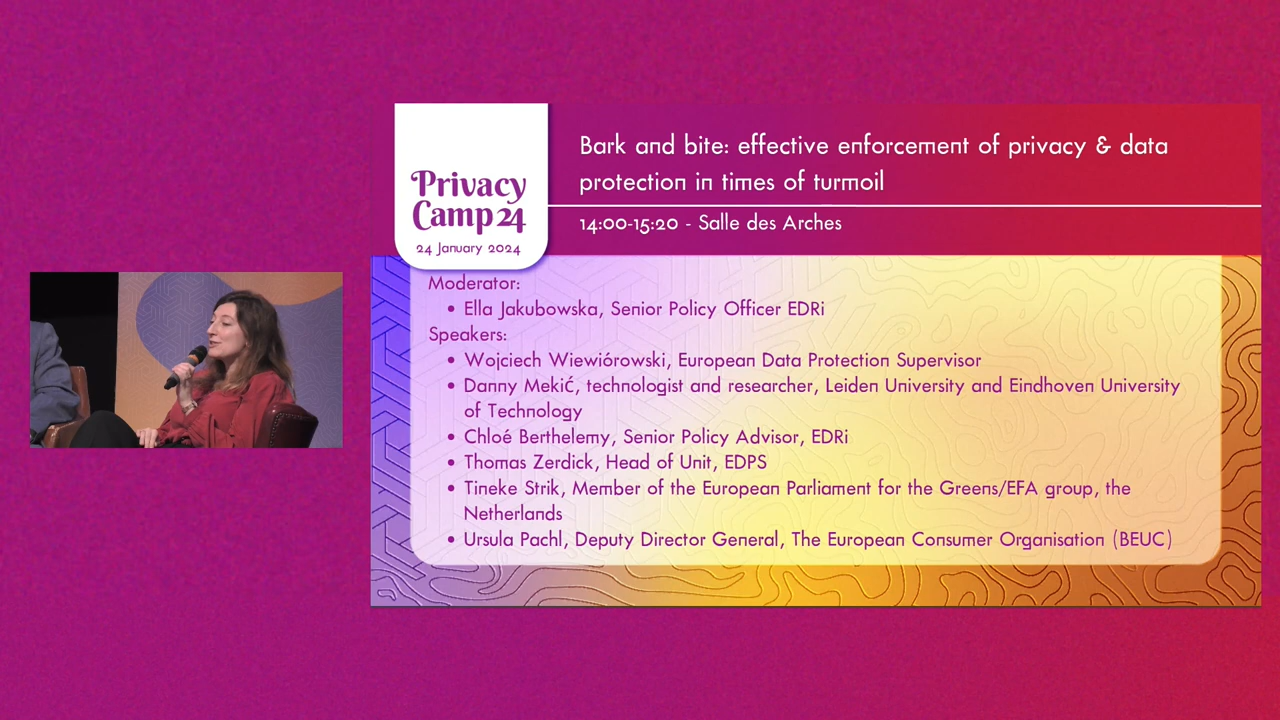 Privacy
Camp 24
24 January 2024
Bark and bite: effective enforcement of privacy & data
protection in times of turmoil
14:00-15:20 - Salle des Arches
Moderator:
• Ella Jakubowska, Senior Policy Officer EDRi
Speakers:
• Wojciech Wiewiórowski, European Data Protection Supervisor
• Danny Mekić, technologist and researcher, Leiden University and Eindhoven University
of Technology
• Chloé Berthelemy, Senior Policy Advisor, EDRi
• Thomas Zerdick, Head of Unit, EDPS
• Tineke Strik, Member of the European Parliament for the Greens/EFA group, the
Netherlands
• Ursula Pachl, Deputy Director General, The European Consumer Organisation (BEUC)